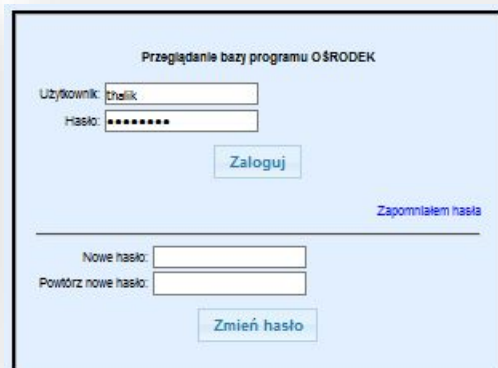 Przeglądanie bazy programu OŚRODEK
Użytkownik: thalik
Hasło: ••••••••
Zaloguj
Zapomniałem hasła
Nowe hasło:
Powtórz nowe hasło:
Zmień hasło